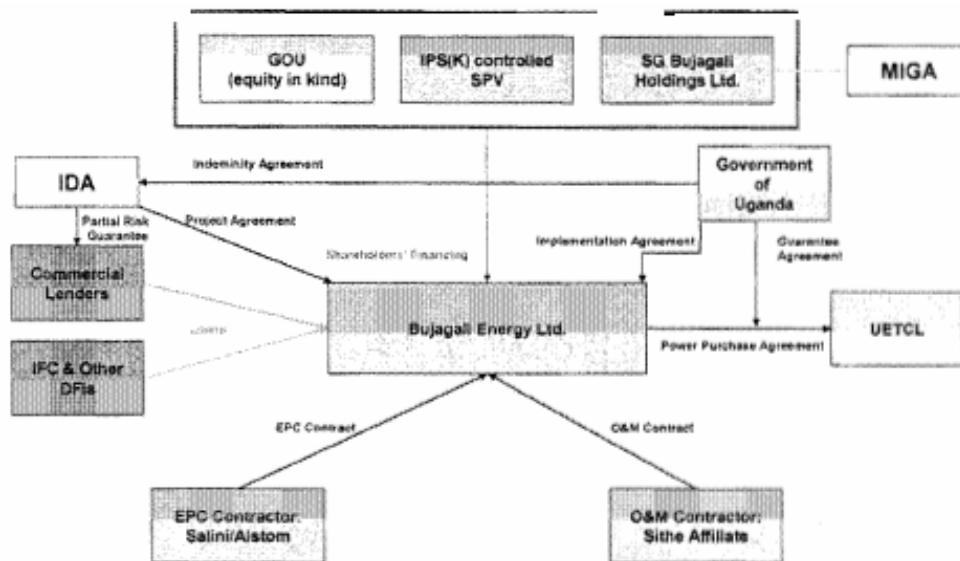 GOU
(equity in kind)
IPS(K) controlled
SPV
SG Bujagali
Holdings Ltd.
MIGA
Indeminity Agreement
IDA
Government
of
Uganda
Partial Risk
Guarantee
Project Agreement
Implementation Agreement
Guarantee
Agreement
Shareholders' Financing
Commercial
Lenders
Loans
Bujagali Energy Ltd.
UETCL
Power Purchase Agreement
IFC & Other
DFIs
EPC Contract
O&M Contract
EPC Contractor:
Salini/Alstom
O&M Contractor:
Sithe Affiliate